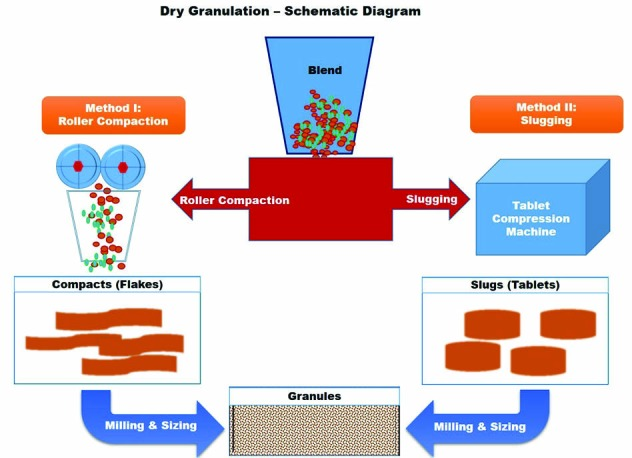 Dry Granulation – Schematic Diagram
Blend
Method I:
Roller Compaction
Method II:
Slugging
Roller Compaction
Slugging
Tablet
Compression
Machine
Compacts (Flakes)
Slugs (Tablets)
Granules
Milling & Sizing
Milling & Sizing